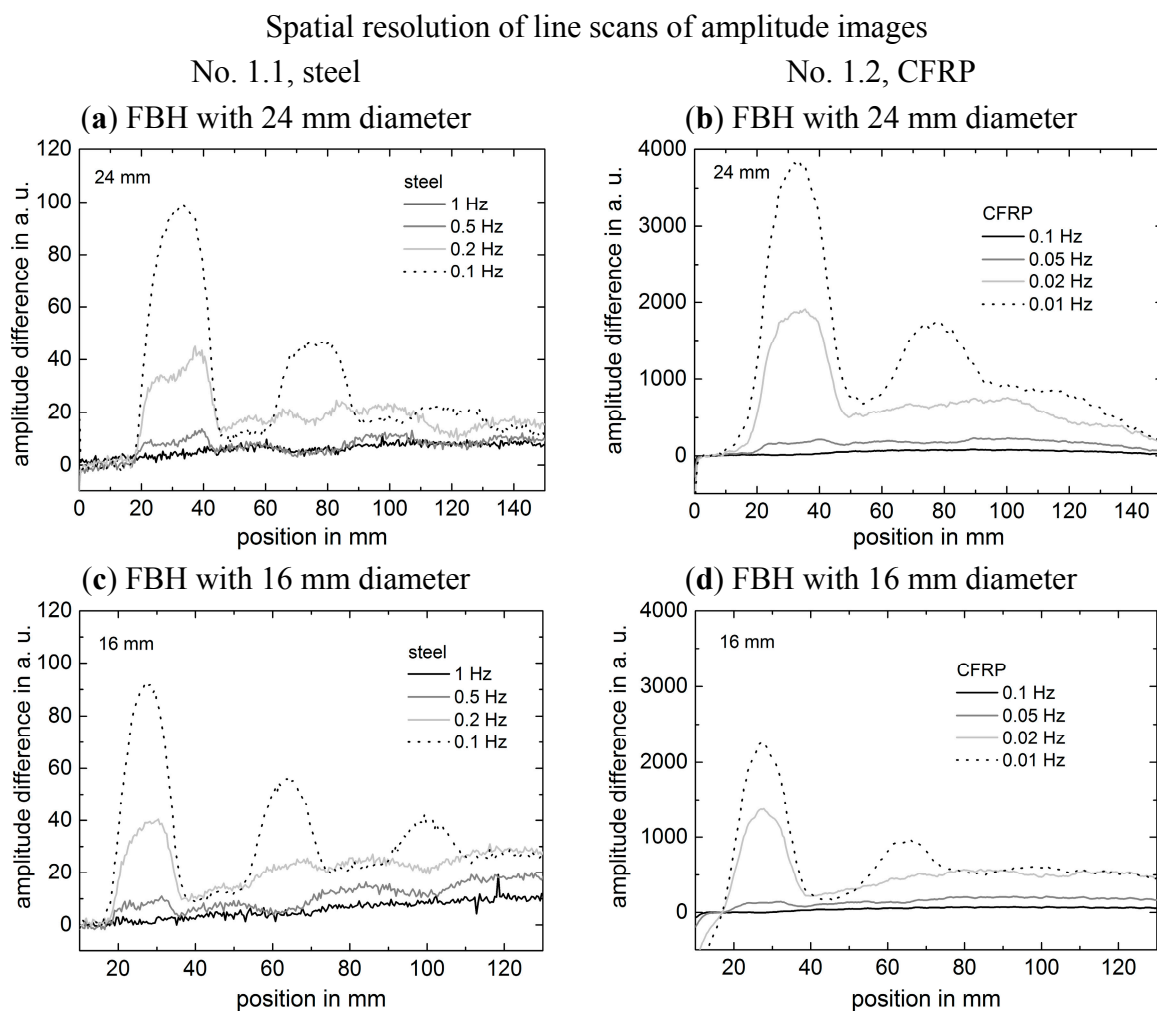 Spatial resolution of line scans of amplitude images
No. 1.1, steel
No. 1.2, CFRP
(a) FBH with 24 mm diameter
120
100
80
60
40
20
0
amplitude difference in a. u.
24 mm
steel
1 Hz
0.5 Hz
0.2 Hz
0.1 Hz
0 20 40 60 80 100 120 140
position in mm
(b) FBH with 24 mm diameter
4000
3000
2000
1000
0
amplitude difference in a. u.
24 mm
CFRP
0.1 Hz
0.05 Hz
0.02 Hz
0.01 Hz
0 20 40 60 80 100 120 140
position in mm
(c) FBH with 16 mm diameter
120
100
80
60
40
20
0
amplitude difference in a. u.
16 mm
steel
1 Hz
0.5 Hz
0.2 Hz
0.1 Hz
20 40 60 80 100 120
position in mm
(d) FBH with 16 mm diameter
4000
3000
2000
1000
0
amplitude difference in a. u.
16 mm
CFRP
0.1 Hz
0.05 Hz
0.02 Hz
0.01 Hz
20 40 60 80 100 120
position in mm